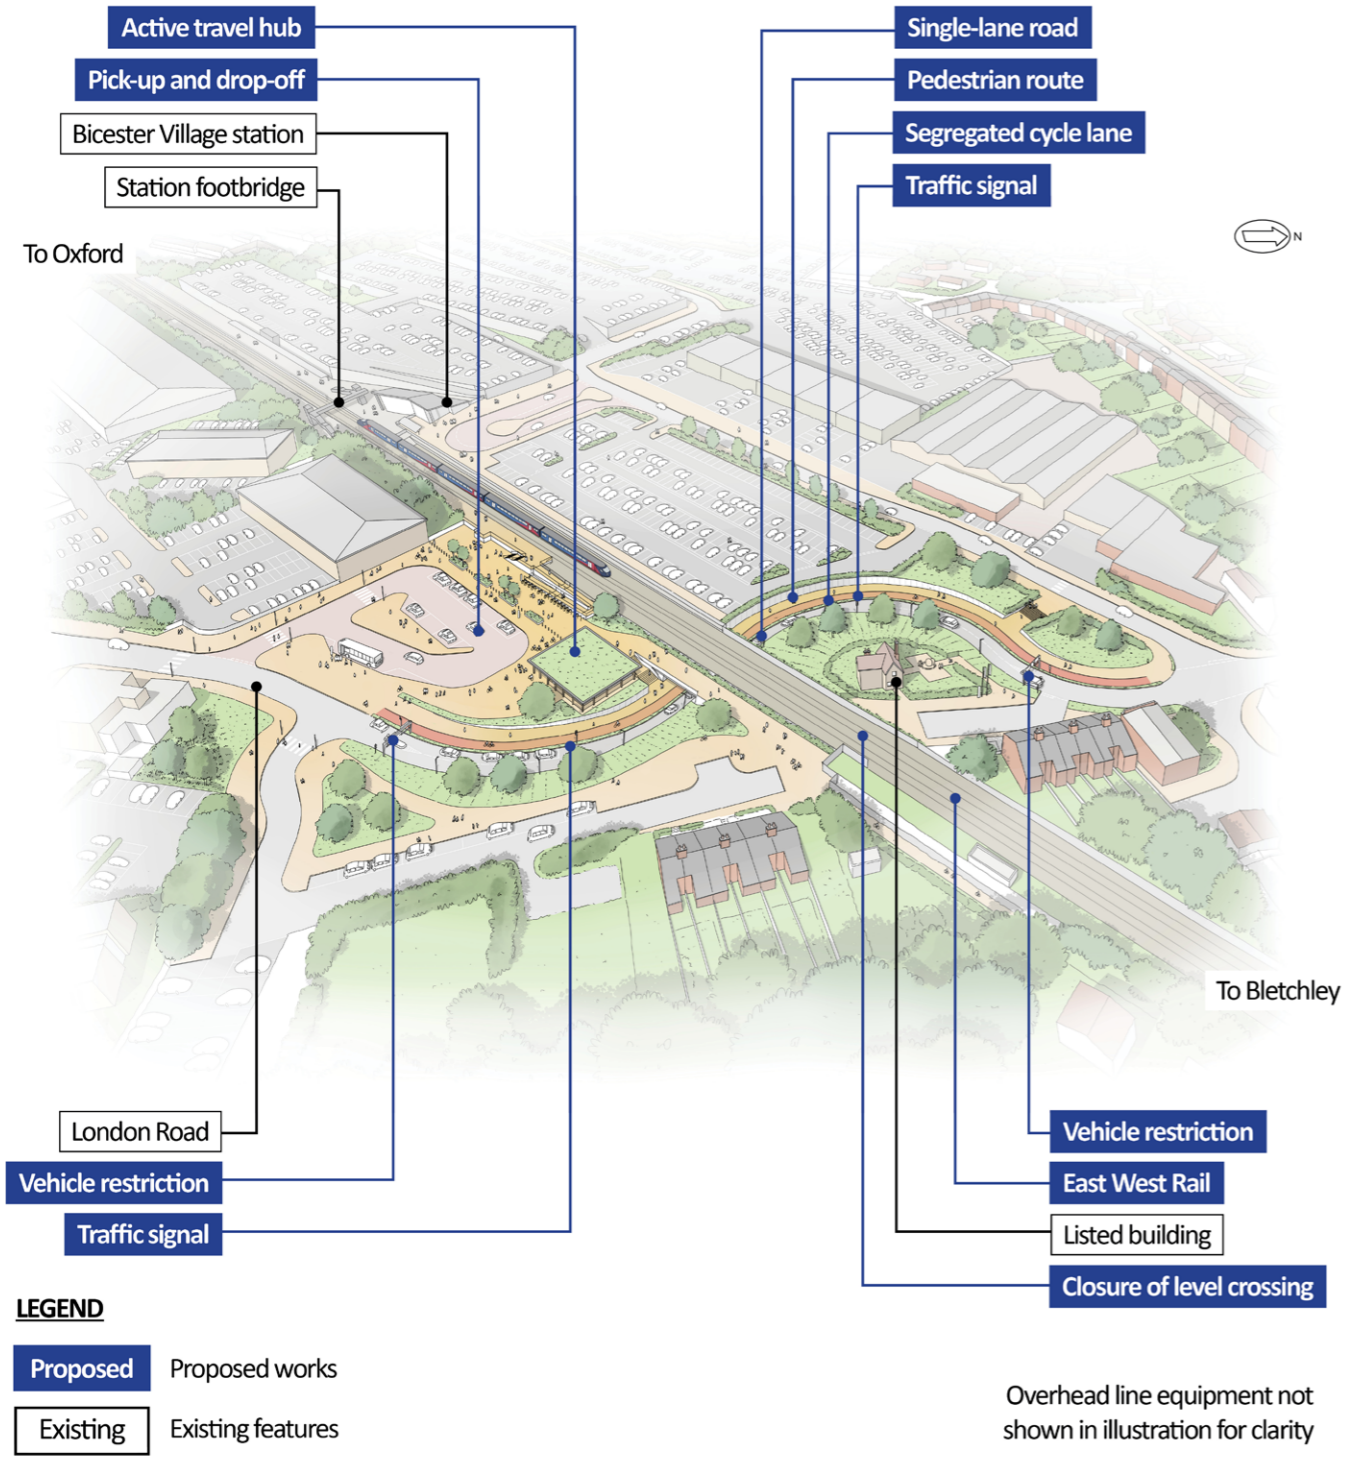 Active travel hub
Pick-up and drop-off
Bicester Village station
Station footbridge
To Oxford
Single-lane road
Pedestrian route
Segregated cycle lane
Traffic signal
N
To Bletchley
London Road
Vehicle restriction
Traffic signal
Vehicle restriction
East West Rail
Listed building
Closure of level crossing
LEGEND
Proposed Proposed works
Existing Existing features
Overhead line equipment not
shown in illustration for clarity